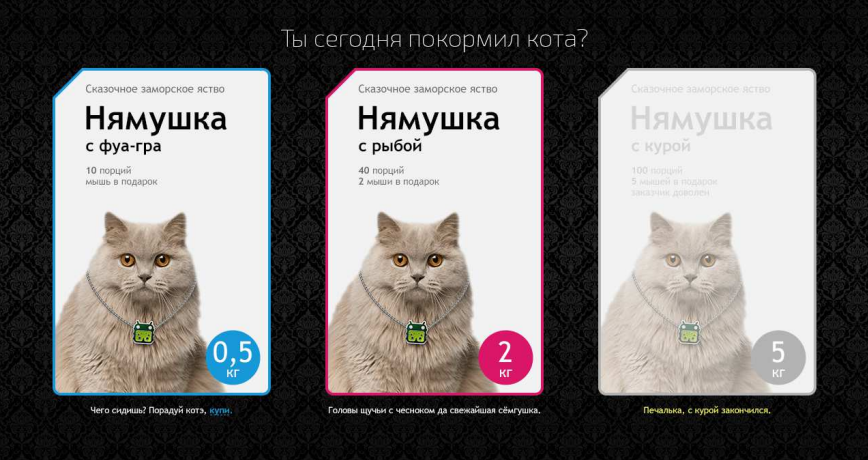 Ты сегодня покормил кота?
Сказочное заморское яство
Нямушка
с фуа-гра
10 порций
мышь в подарок
0,5
кг
Чего сидишь? Порадуй котэ, купи.
Сказочное заморское яство
Нямушка
с рыбой
40 порций
2 мыши в подарок
2
кг
Головы щучьи с чесноком да свежайшая сёмгушка.
Сказочное заморское яство
Нямушка
с курой
100 порций
5 мышей в подарок
заказчик доволен
5
кг
Печалька, с курой закончился.